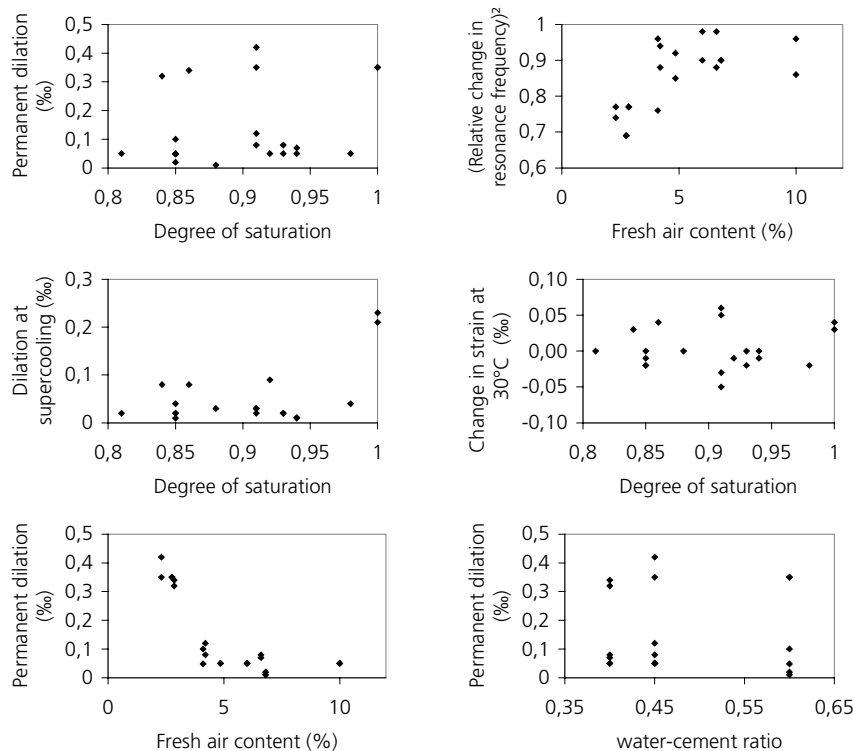 Permanent dilation
(‰)
0,5
0,4
0,3
0,2
0,1
0
0,8 0,85 0,9 0,95 1
Degree of saturation
(Relative change in
resonance frequency)²
1
0,9
0,8
0,7
0,6
0 5 10
Fresh air content (%)
Dilation at
supercooling (‰)
0,3
0,2
0,1
0
0,8 0,85 0,9 0,95 1
Degree of saturation
Change in strain at
30°C (‰)
0,10
0,05
0,00
-0,05
-0,10
0,8 0,85 0,9 0,95 1
Degree of saturation
Permanent dilation
(‰)
0,5
0,4
0,3
0,2
0,1
0
0 5 10
Fresh air content (%)
Permanent dilation
(‰)
0,5
0,4
0,3
0,2
0,1
0
0,35 0,45 0,55 0,65
water-cement ratio